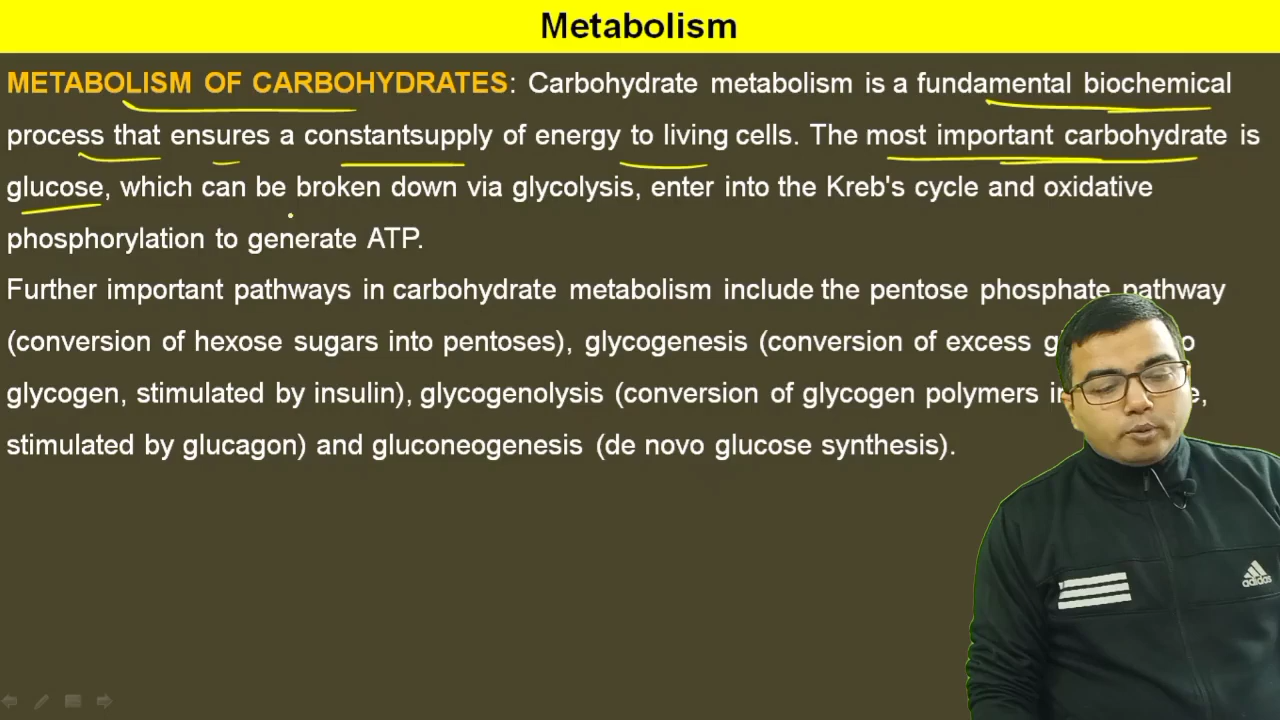 Metabolism
METABOLISM OF CARBOHYDRATES: Carbohydrate metabolism is a fundamental biochemical
process that ensures a constantsupply of energy to living cells. The most important carbohydrate is
glucose, which can be broken down via glycolysis, enter into the Kreb's cycle and oxidative
phosphorylation to generate ATP.
Further important pathways in carbohydrate metabolism include the pentose phosphate pathway
(conversion of hexose sugars into pentoses), glycogenesis (conversion of excess
glycogen, stimulated by insulin), glycogenolysis (conversion of glycogen polymers
stimulated by glucagon) and gluconeogenesis (de novo glucose synthesis).
adidas